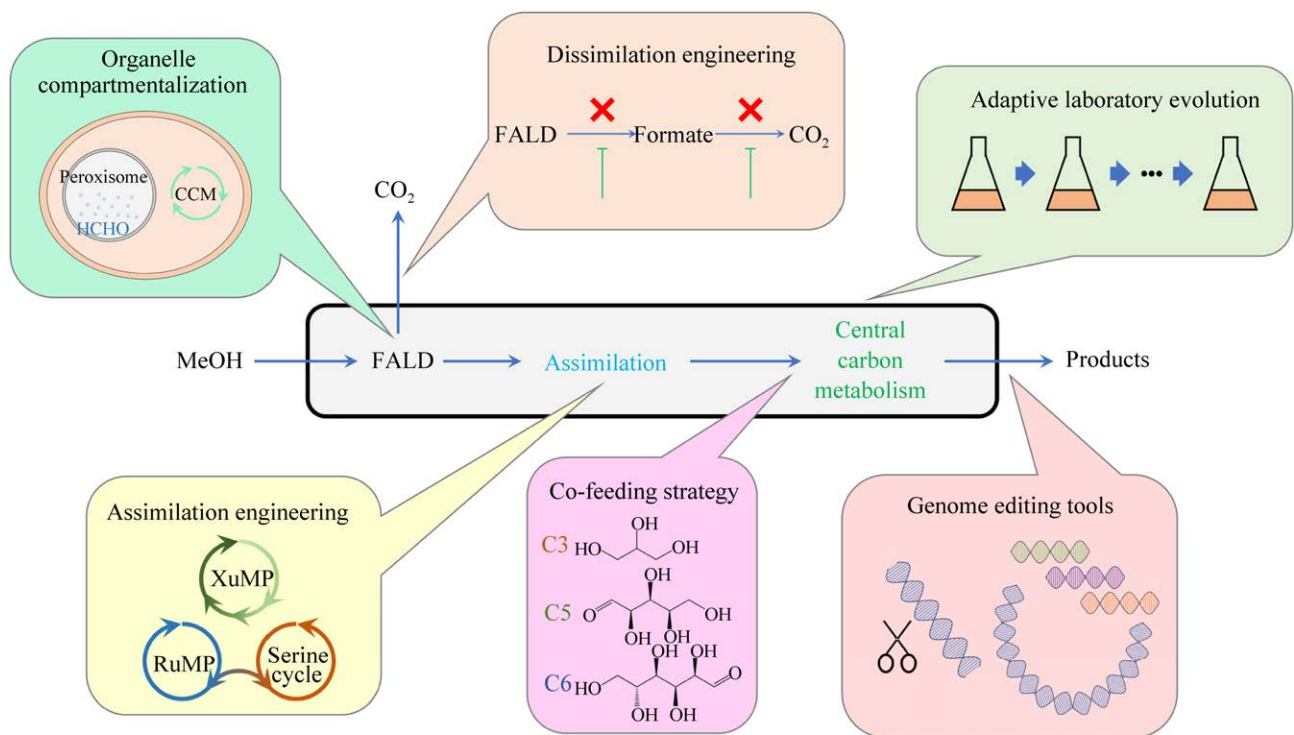 Organelle
compartmentalization
Peroxisome
HCHO
CCM
Dissimilation engineering
FALD
Formate
CO₂
Adaptive laboratory evolution
•••
CO₂
MeOH
FALD
Assimilation
Central
carbon
metabolism
Products
Assimilation engineering
XuMP
RuMP
Serine
cycle
Co-feeding strategy
C3
OH
HO
OH
C5
OH
O
OH
OH
OH
C6
OH
OH
O
HO
OH
OH
Genome editing tools